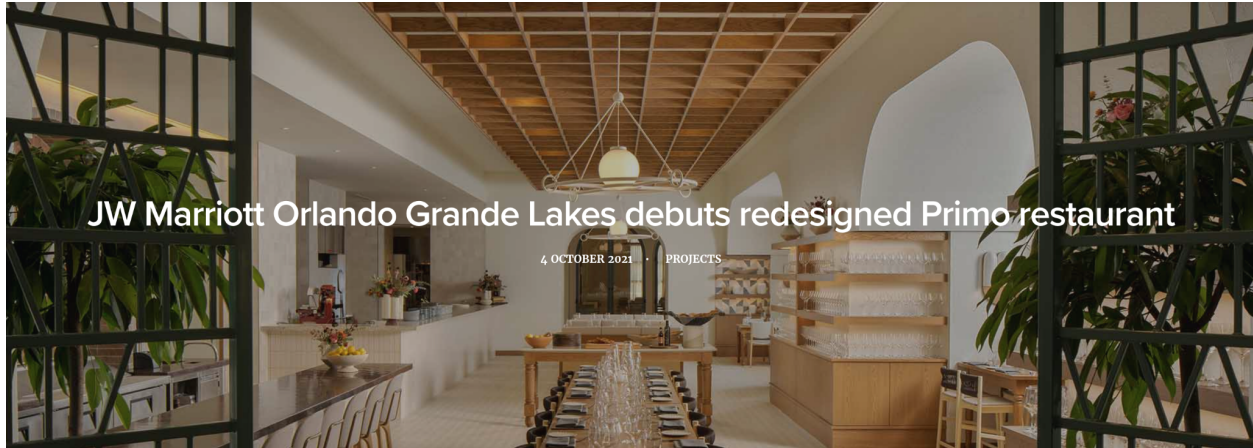 JW Marriott Orlando Grande Lakes debuts redesigned Primo restaurant
4 OCTOBER 2021 · PROJECTS